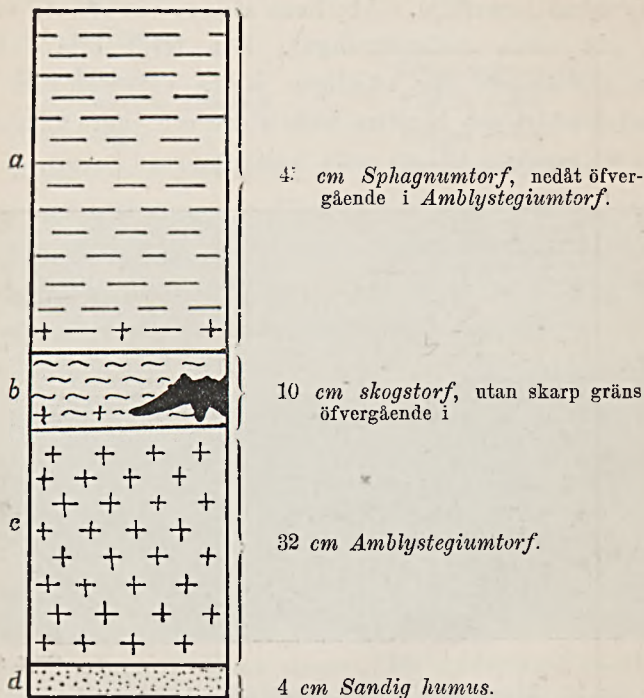 a
cm Sphagnumtorf, nedåt öfver-
gående i Amblystegiumtorf.
b
10 cm skogstorf, utan skarp gräns
öfvergående i
c
32 cm Amblystegiumtorf.
d
4 cm Sandig humus.